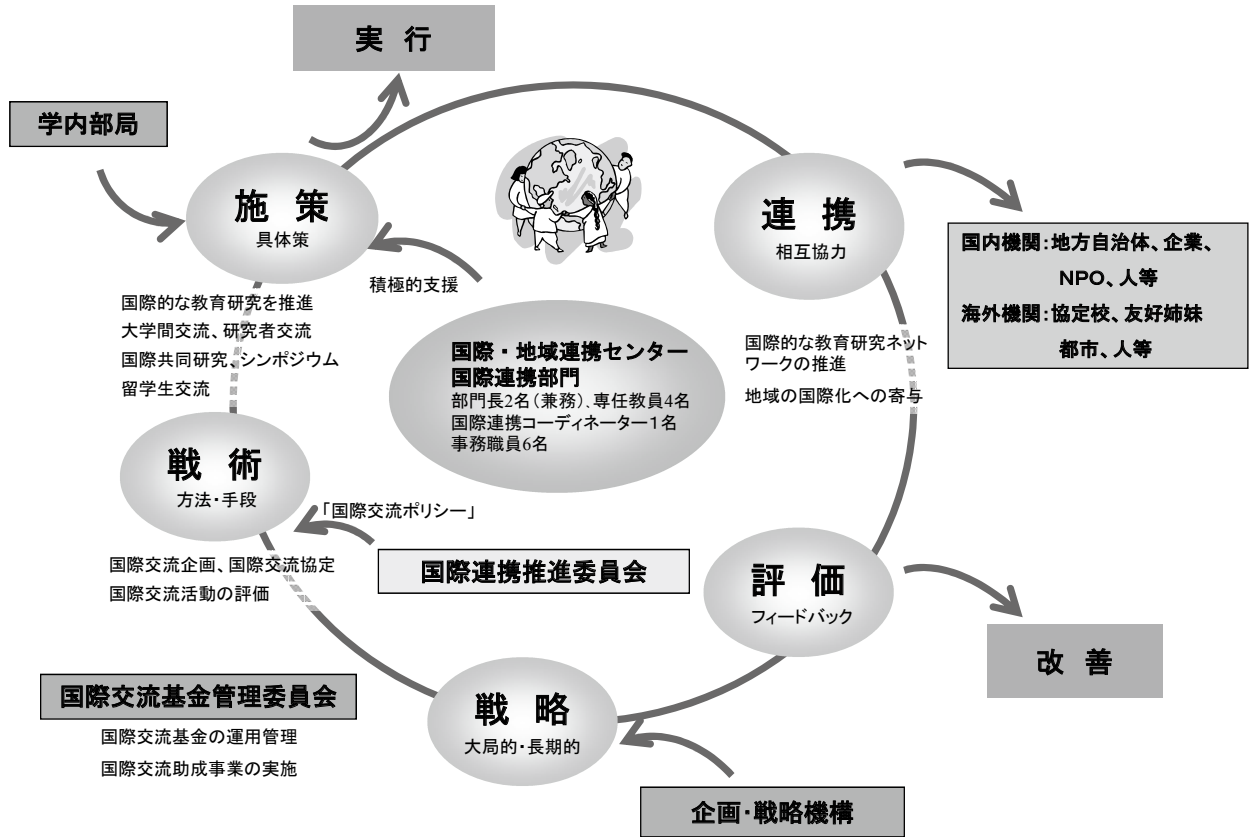 実 行
学内部局
施 策
具体策
連 携
相互協力
国内機関:地方自治体、企業、
NPO、人等
海外機関:協定校、友好姉妹
都市、人等
積極的支援
国際的な教育研究を推進
大学間交流、研究者交流
国際共同研究、シンポジウム
留学生交流
国際・地域連携センター
国際連携部門
部門長2名(兼務)、専任教員4名
国際連携コーディネーター1名
事務職員6名
国際的な教育研究ネット
ワークの推進
地域の国際化への寄与
戦 術
方法・手段
「国際交流ポリシー」
国際交流企画、国際交流協定
国際交流活動の評価
国際連携推進委員会
評 価
フィードバック
改 善
国際交流基金管理委員会
国際交流基金の運用管理
国際交流助成事業の実施
戦 略
大局的・長期的
企画・戦略機構